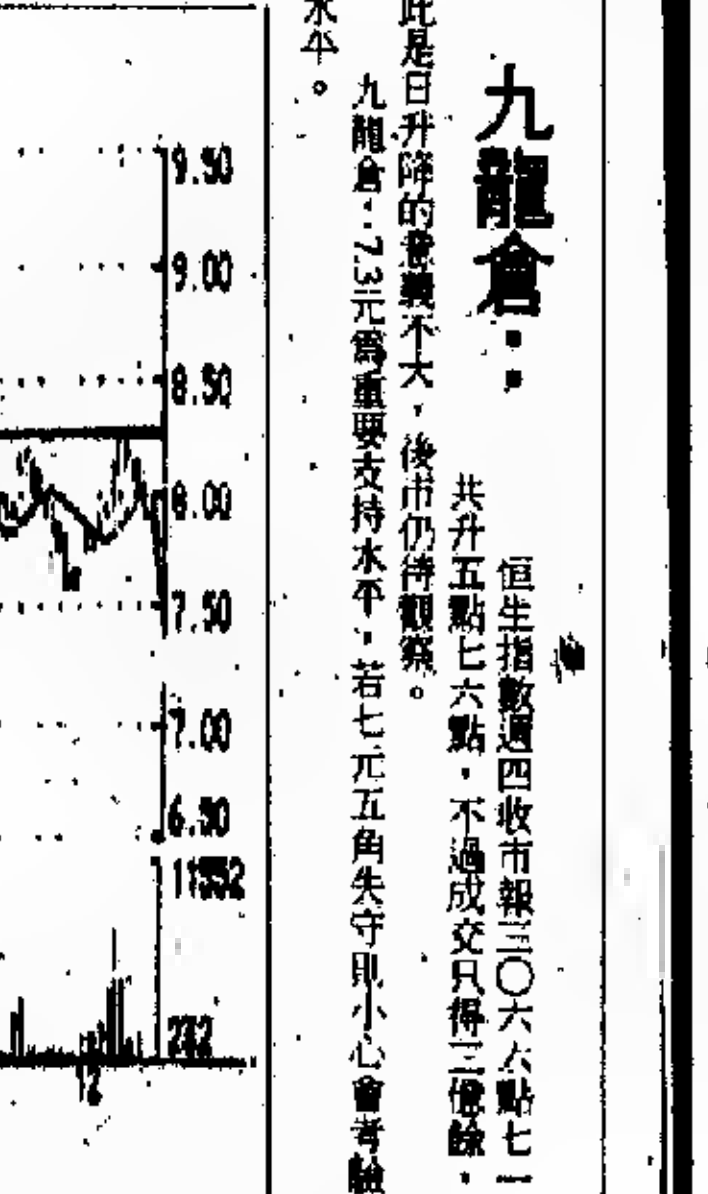 九龍倉：
恒生指數週四收市報三〇六六點七一
共升五點七六點，不過成交只得三億餘，
此是日升降的意義不大，後市仍待觀察。
九龍倉：7.3元爲重要支持水平，若七元五角失守則小心會考驗
水平。
9.50
9.00
8.50
8.00
7.50
7.00
6.50
11552
12